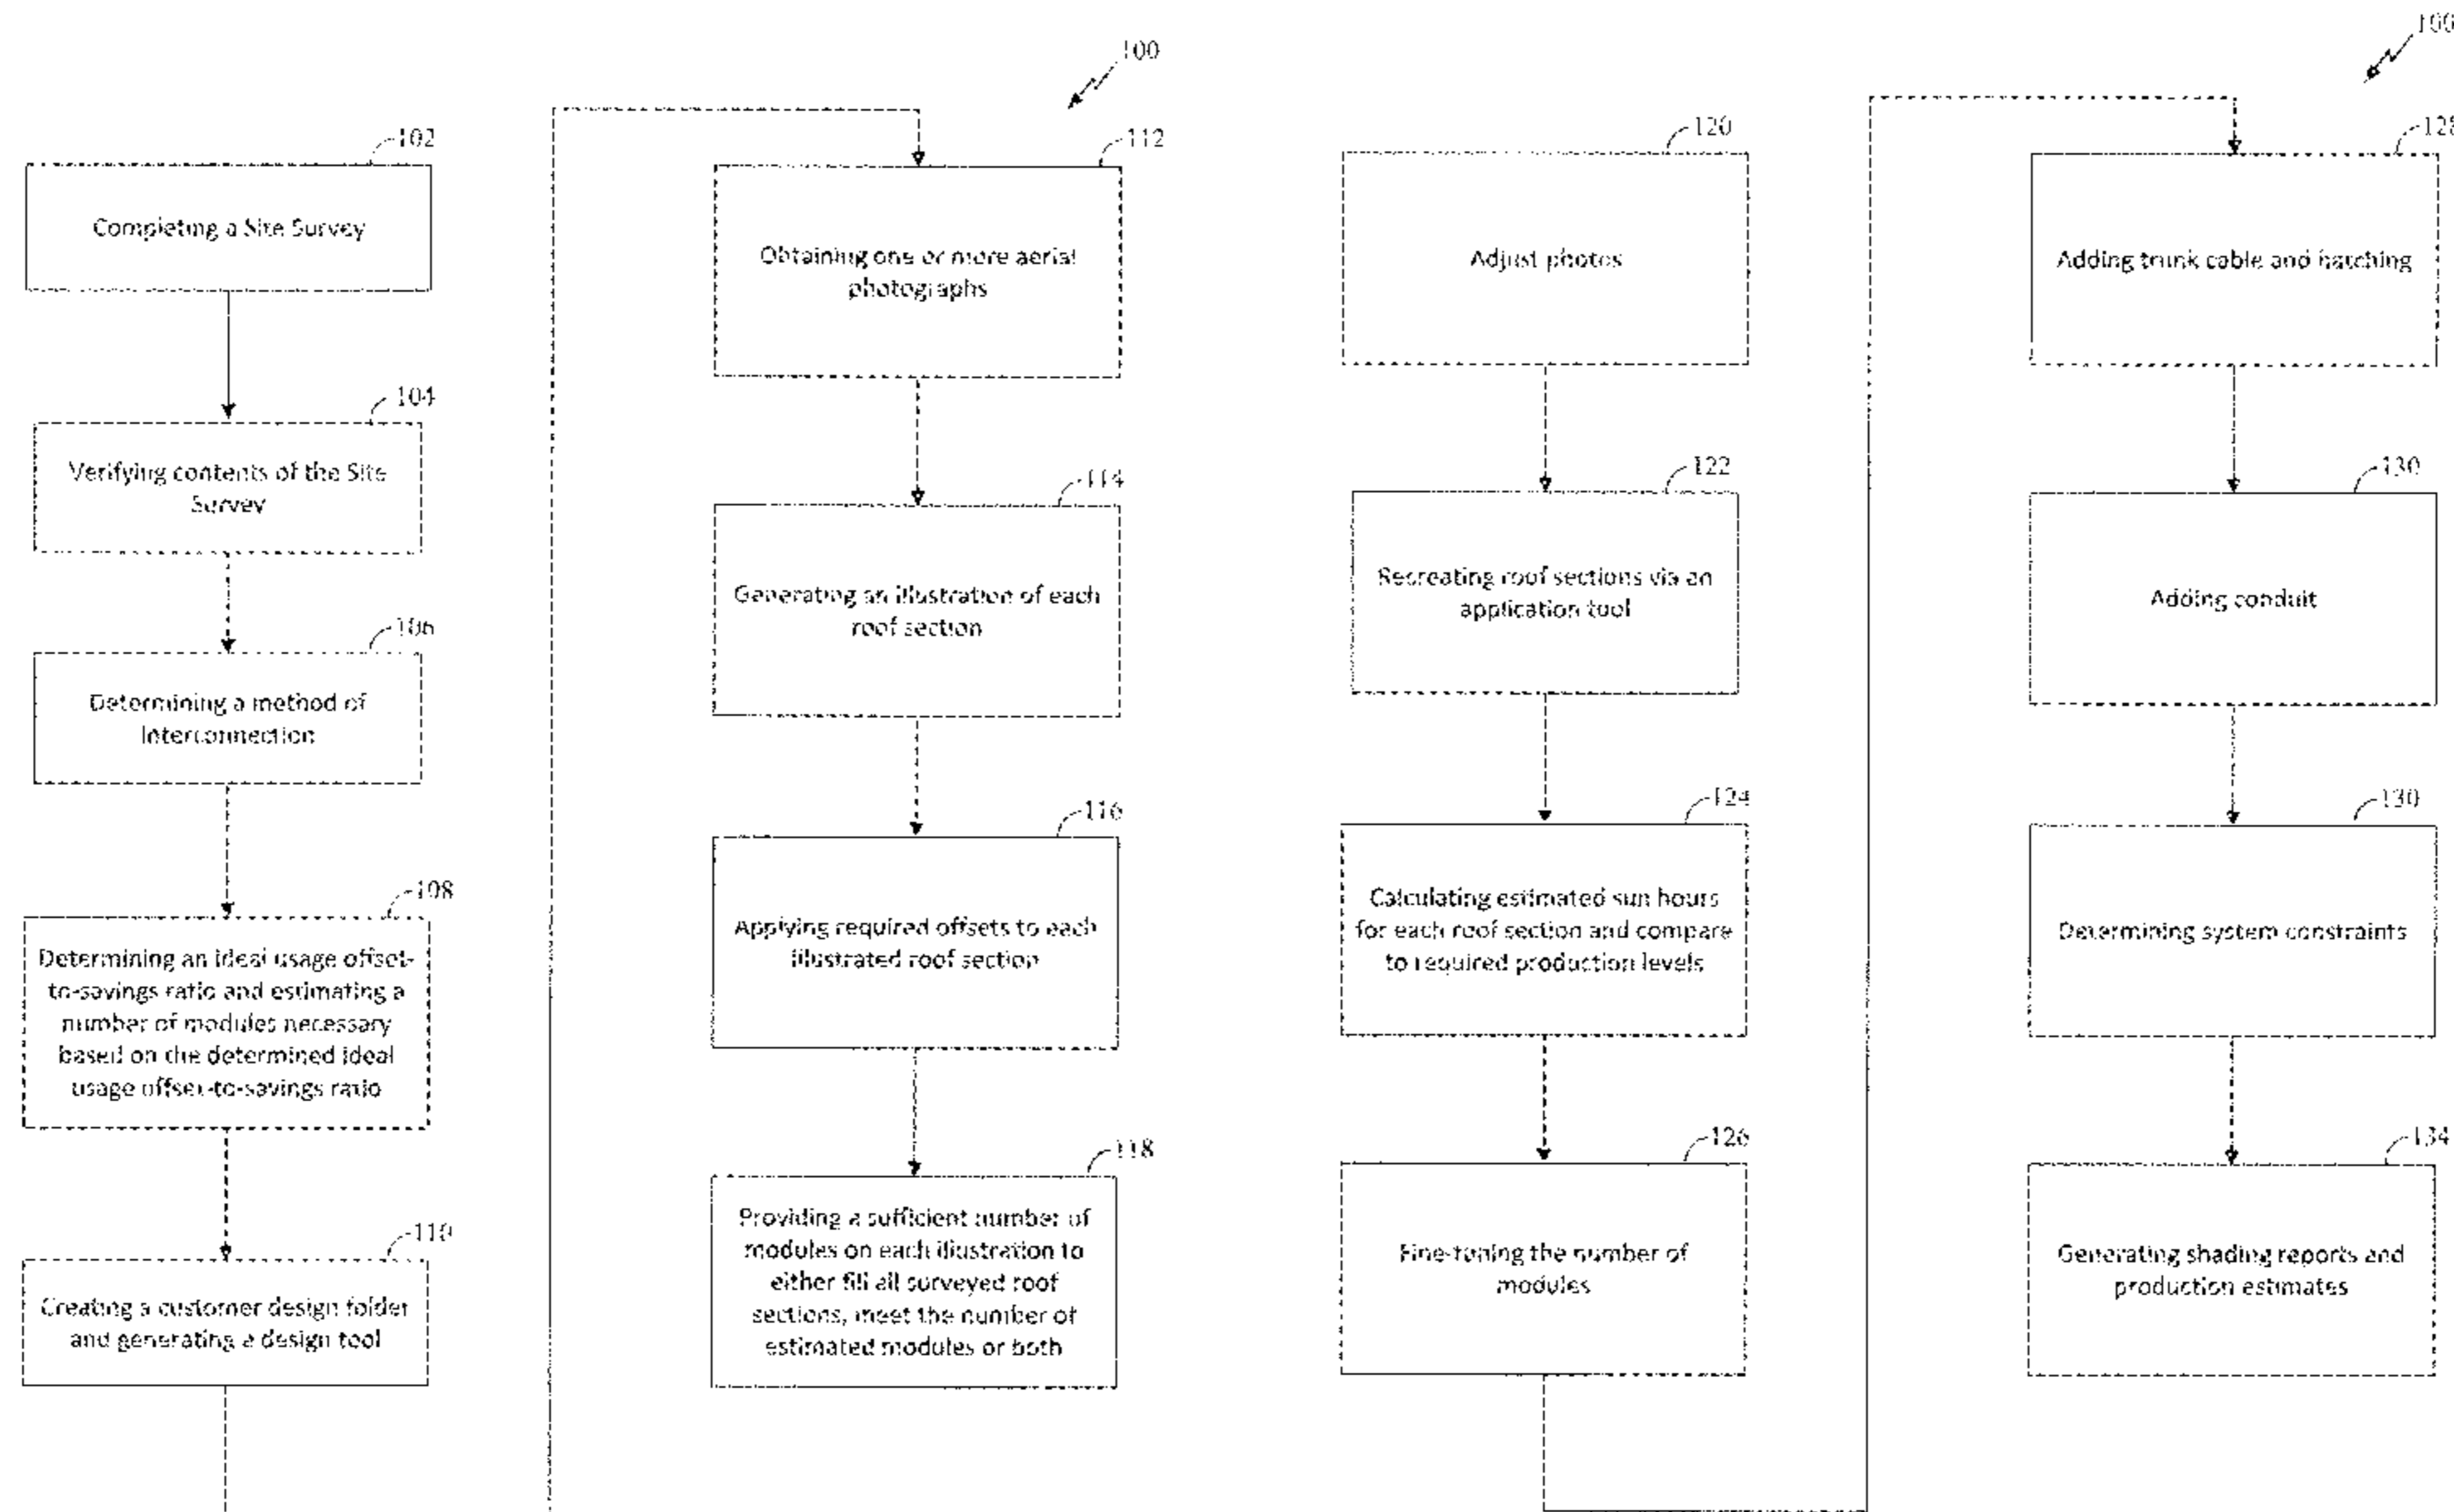 100
102
Completing a Site Survey
104
Verifying contents of the Site
Survey
106
Determining a method of
Interconnection
108
Determining an ideal usage offset-
to-savings ratio and estimating a
number of modules necessary
based on the determined ideal
usage offset-to-savings ratio
110
Creating a customer design folder
and generating a design tool
112
Obtaining one or more aerial
photographs
114
Generating an illustration of each
roof section
116
Applying required offsets to each
illustrated roof section
118
Providing a sufficient number of
modules on each illustration to
either fill all surveyed roof
sections, meet the number of
estimated modules or both
100
120
Adjust photos
122
Recreating roof sections via an
application tool
124
Calculating estimated sun hours
for each roof section and compare
to required production levels
126
Fine-tuning the number of
modules
128
Adding trunk cable and hatching
130
Adding conduit
130
Determining system constraints
134
Generating shading reports and
production estimates